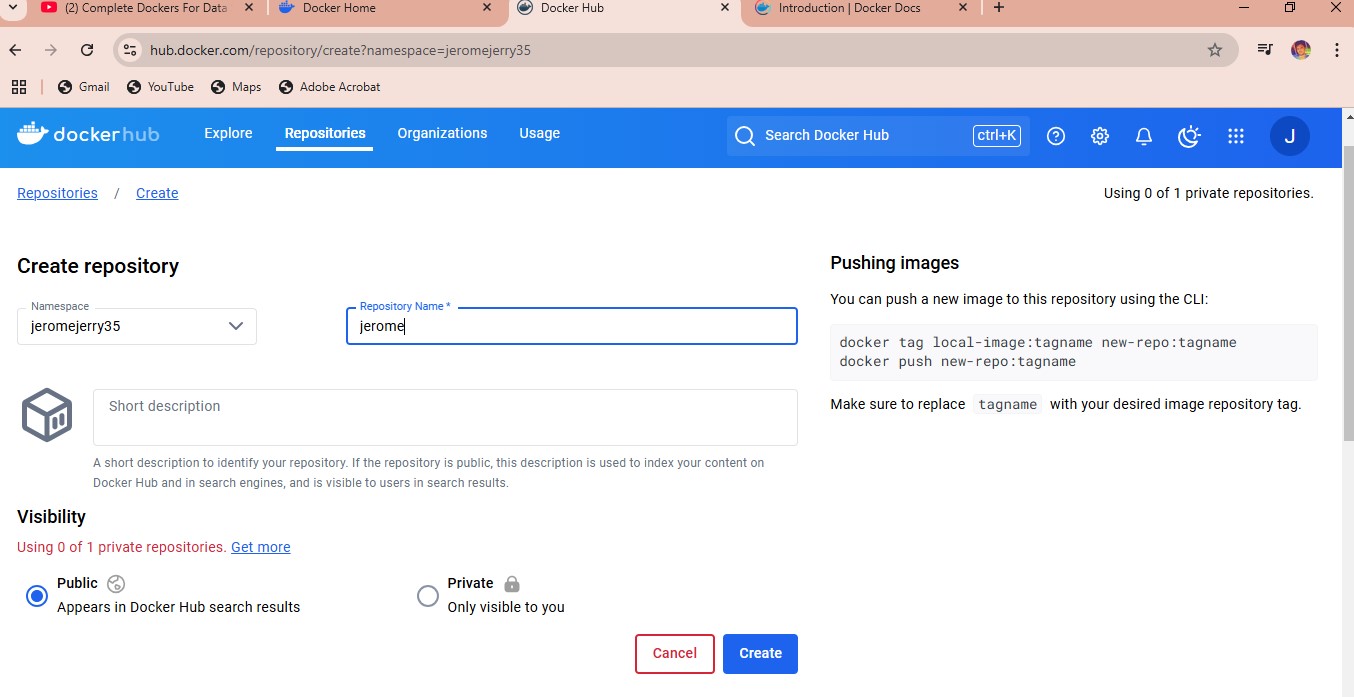 (2) Complete Dockers For Data
Docker Home
Docker Hub
Introduction | Docker Docs
hub.docker.com/repository/create?namespace=jeromejerry35
Gmail
YouTube
Maps
Adobe Acrobat
dockerhub
Explore
Repositories
Organizations
Usage
Search Docker Hub
ctrl+K
J
Repositories / Create
Using 0 of 1 private repositories.
Create repository
Namespace
jeromejerry35
Repository Name *
jerome
Short description
A short description to identify your repository. If the repository is public, this description is used to index your content on
Docker Hub and in search engines, and is visible to users in search results.
Visibility
Using 0 of 1 private repositories. Get more
Public
Appears in Docker Hub search results
Private
Only visible to you
Cancel
Create
Pushing images
You can push a new image to this repository using the CLI:
docker tag local-image:tagname new-repo:tagname
docker push new-repo:tagname
Make sure to replace tagname with your desired image repository tag.